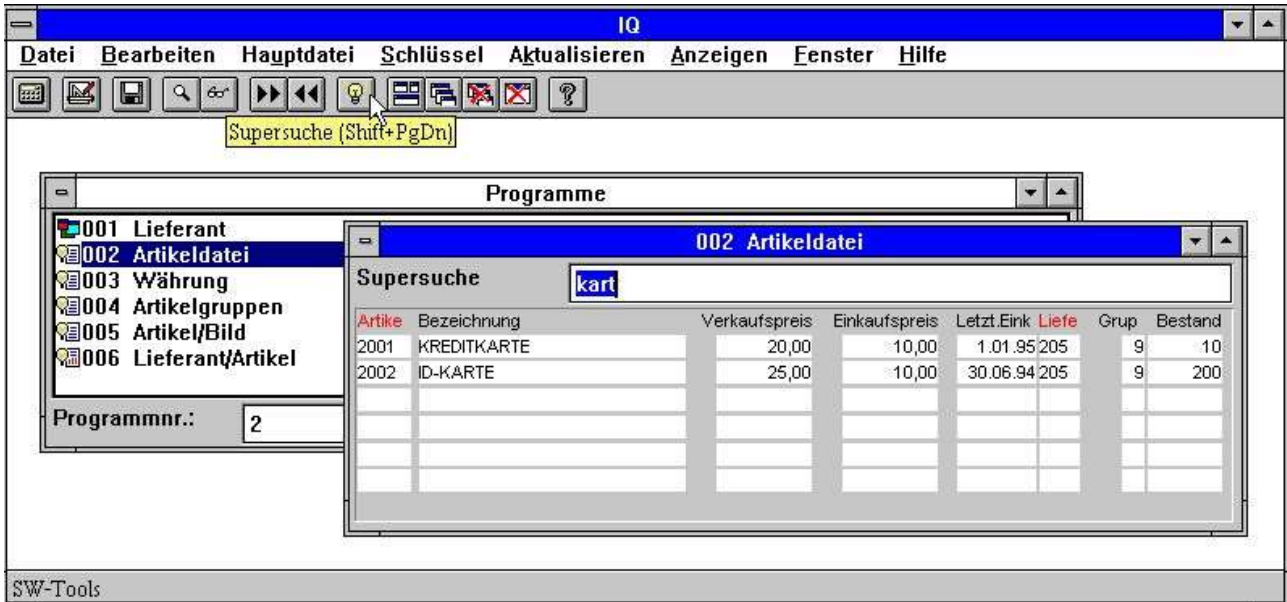 IQ
Datei Bearbeiten Hauptdatei Schlüssel Aktualisieren Anzeigen Fenster Hilfe
Supersuche (Shift+PgDn)
Programme
001 Lieferant
002 Artikeldatei
003 Währung
004 Artikelgruppen
005 Artikel/Bild
006 Lieferant/Artikel
Programmnr.: 2
002 Artikeldatei
Supersuche kart
Artike Bezeichnung Verkaufspreis Einkaufspreis Letzt.Eink Liefe Grup Bestand
2001 KREDITKARTE 20,00 10,00 1.01.95 205 9 10
2002 ID-KARTE 25,00 10,00 30.06.94 205 9 200
SW-Tools